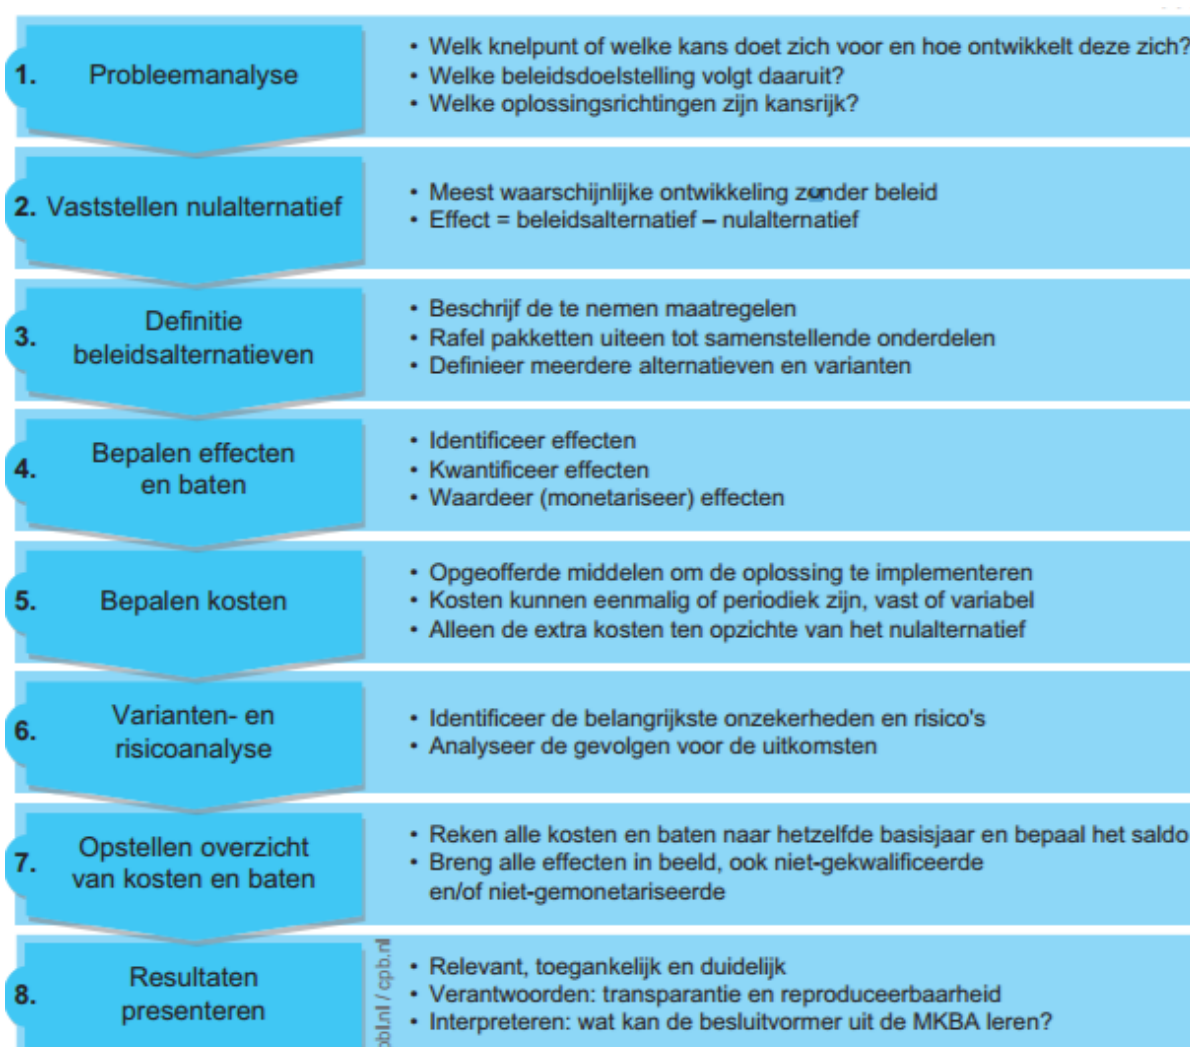 1.
Probleemanalyse
• Welk knelpunt of welke kans doet zich voor en hoe ontwikkelt deze zich?
• Welke beleidsdoelstelling volgt daaruit?
• Welke oplossingsrichtingen zijn kansrijk?
2. Vaststellen nulalternatief
• Meest waarschijnlijke ontwikkeling zonder beleid
• Effect = beleidsalternatief – nulalternatief
3.
Definitie
beleidsalternatieven
• Beschrijf de te nemen maatregelen
• Rafel pakketten uiteen tot samenstellende onderdelen
• Definieer meerdere alternatieven en varianten
4.
Bepalen effecten
en baten
• Identificeer effecten
• Kwantificeer effecten
• Waardeer (monetariseer) effecten
5.
Bepalen kosten
• Opgeofferde middelen om de oplossing te implementeren
• Kosten kunnen eenmalig of periodiek zijn, vast of variabel
• Alleen de extra kosten ten opzichte van het nulalternatief
6.
Varianten- en
risicoanalyse
• Identificeer de belangrijkste onzekerheden en risico's
• Analyseer de gevolgen voor de uitkomsten
7.
Opstellen overzicht
van kosten en baten
• Reken alle kosten en baten naar hetzelfde basisjaar en bepaal het saldo
• Breng alle effecten in beeld, ook niet-gekwalificeerde
en/of niet-gemonetariseerde
8.
Resultaten
presenteren
pbl.nl / cpb.nl
• Relevant, toegankelijk en duidelijk
• Verantwoorden: transparantie en reproduceerbaarheid
• Interpreteren: wat kan de besluitvormer uit de MKBA leren?